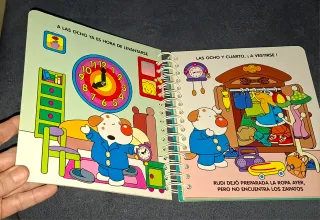 A LAS OCHO YA ES HORA DE LEVANTARSE.
LAS OCHO Y CUARTO, ¡ A VESTIRSE !
RUDI DEJÓ PREPARADA LA ROPA AYER,
PERO NO ENCUENTRA LOS ZAPATOS